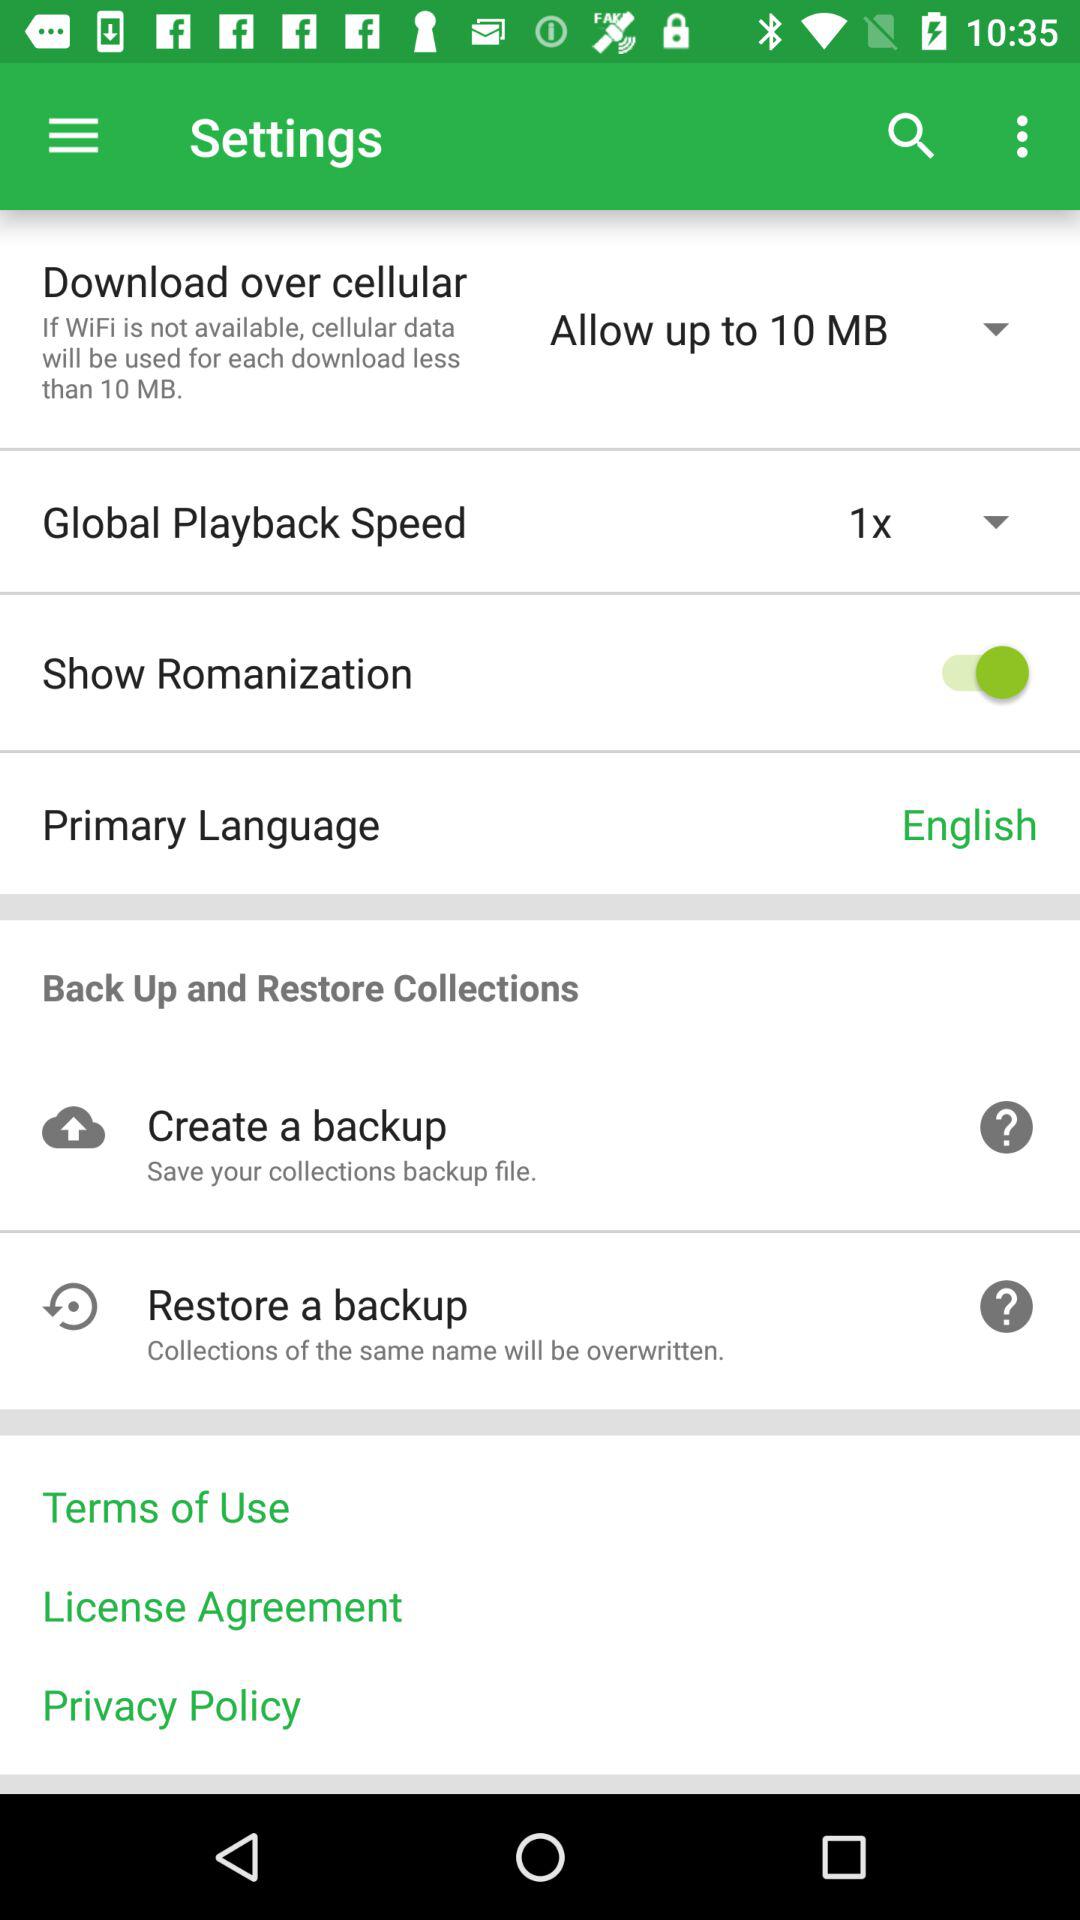 FAKE
10:35
Settings
Download over cellular
If WiFi is not available, cellular data
will be used for each download less
than 10 MB.
Allow up to 10 MB
Global Playback Speed
1x
Show Romanization
Primary Language
English
Back Up and Restore Collections
Create a backup
Save your collections backup file.
Restore a backup
Collections of the same name will be overwritten.
Terms of Use
License Agreement
Privacy Policy